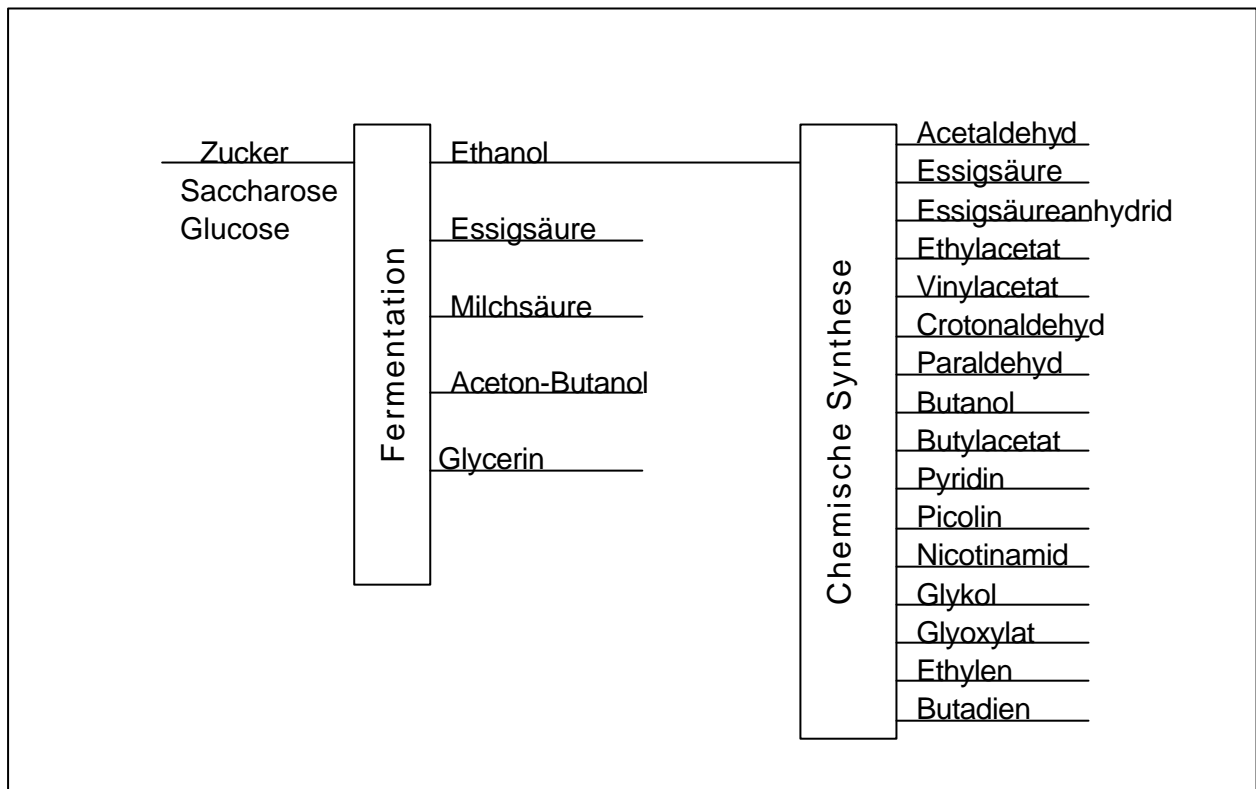 Zucker
Saccharose
Glucose
Fermentation
Ethanol
Essigsäure
Milchsäure
Aceton-Butanol
Glycerin
Chemische Synthese
Acetaldehyd
Essigsäure
Essigsäureanhydrid
Ethylacetat
Vinylacetat
Crotonaldehyd
Paraldehyd
Butanol
Butylacetat
Pyridin
Picolin
Nicotinamid
Glykol
Glyoxylat
Ethylen
Butadien